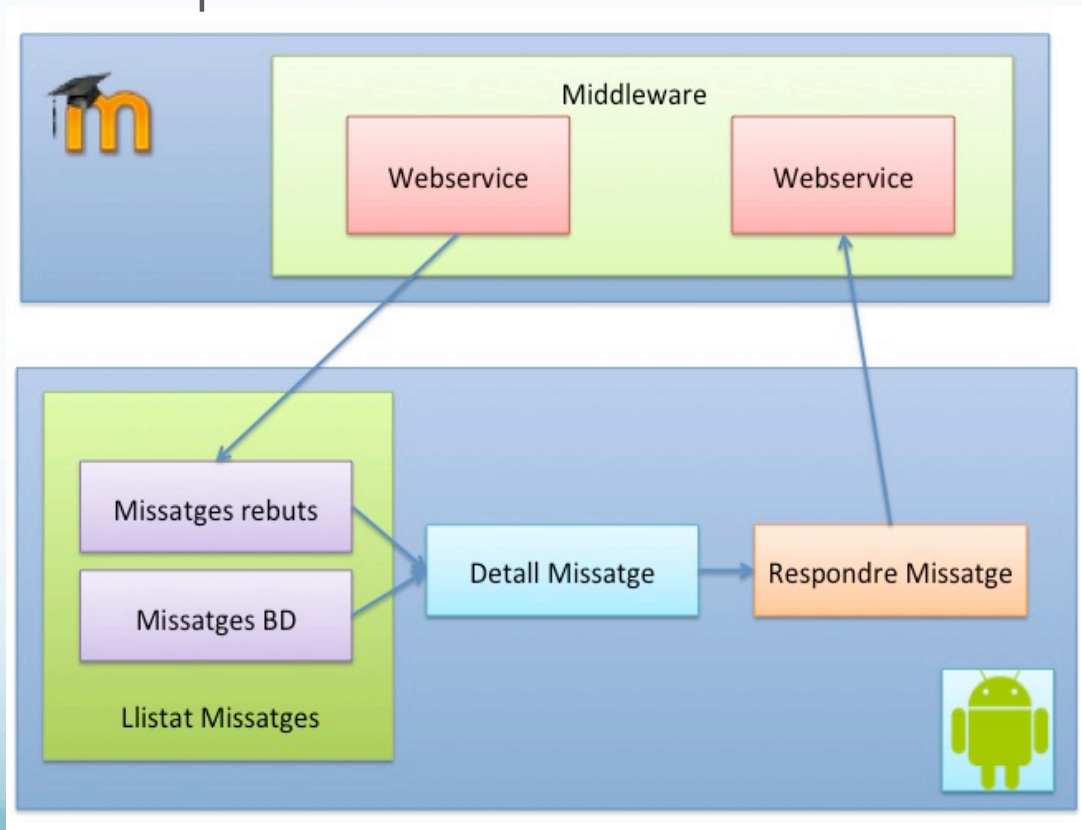 Middleware
Webservice
Webservice
Missatges rebuts
Missatges BD
Llistat Missatges
Detall Missatge
Respondre Missatge